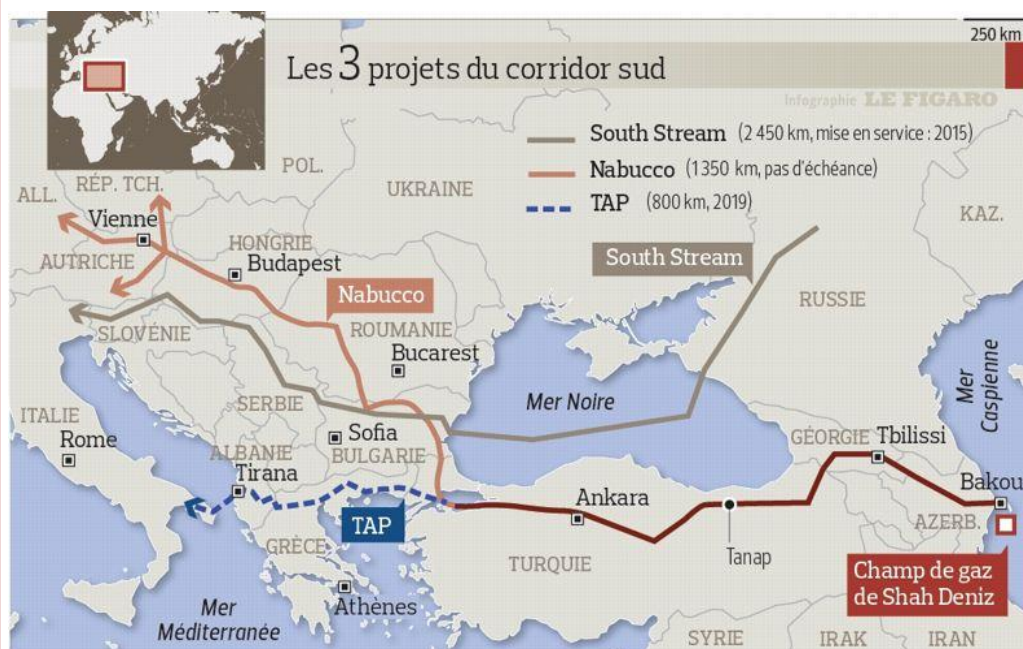 250 km
Les 3 projets du corridor sud
Infographie LE FIGARO
South Stream (2 450 km, mise en service : 2015)
Nabucco (1350 km, pas d'échéance)
TAP (800 km, 2019)
POL.
RÉP. TCH.
ALL.
UKRAINE
KAZ.
Vienne
HONGRIE
AUTRICHE
Budapest
South Stream
Nabucco
RUSSIE
SLOVÉNIE
ROUMANIE
Bucarest
Mer Noire
Mer
Caspienne
ITALIE
SERBIE
Rome
Sofia
BULGARIE
ALBANIE
Tirana
GÉORGIE
Tbilissi
Bakou
Ankara
AZERB.
TAP
GRÈCE
TURQUIE
Tanap
Champ de gaz
de Shah Deniz
Athènes
Mer
Méditerranée
SYRIE
IRAK
IRAN